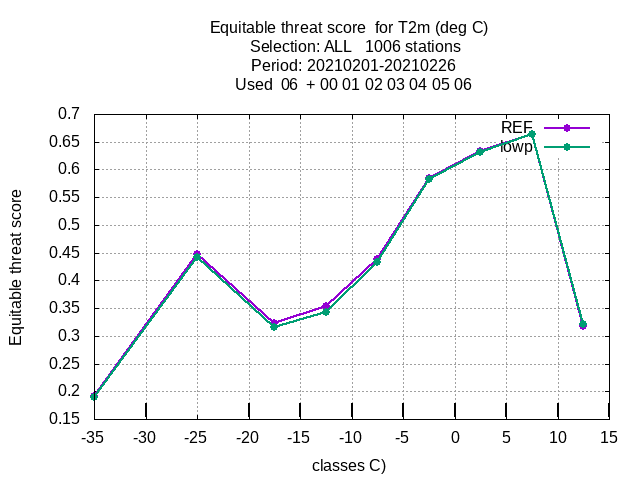 Equitable threat score  for T2m (deg C)
Selection: ALL   1006 stations
Period: 20210201-20210226
Used  06  + 00 01 02 03 04 05 06
0.7
0.65
0.6
0.55
0.5
0.45
0.4
0.35
0.3
0.25
0.2
0.15
Equitable threat score
REF
lowp
-35 -30 -25 -20 -15 -10 -5 0 5 10 15
classes C)